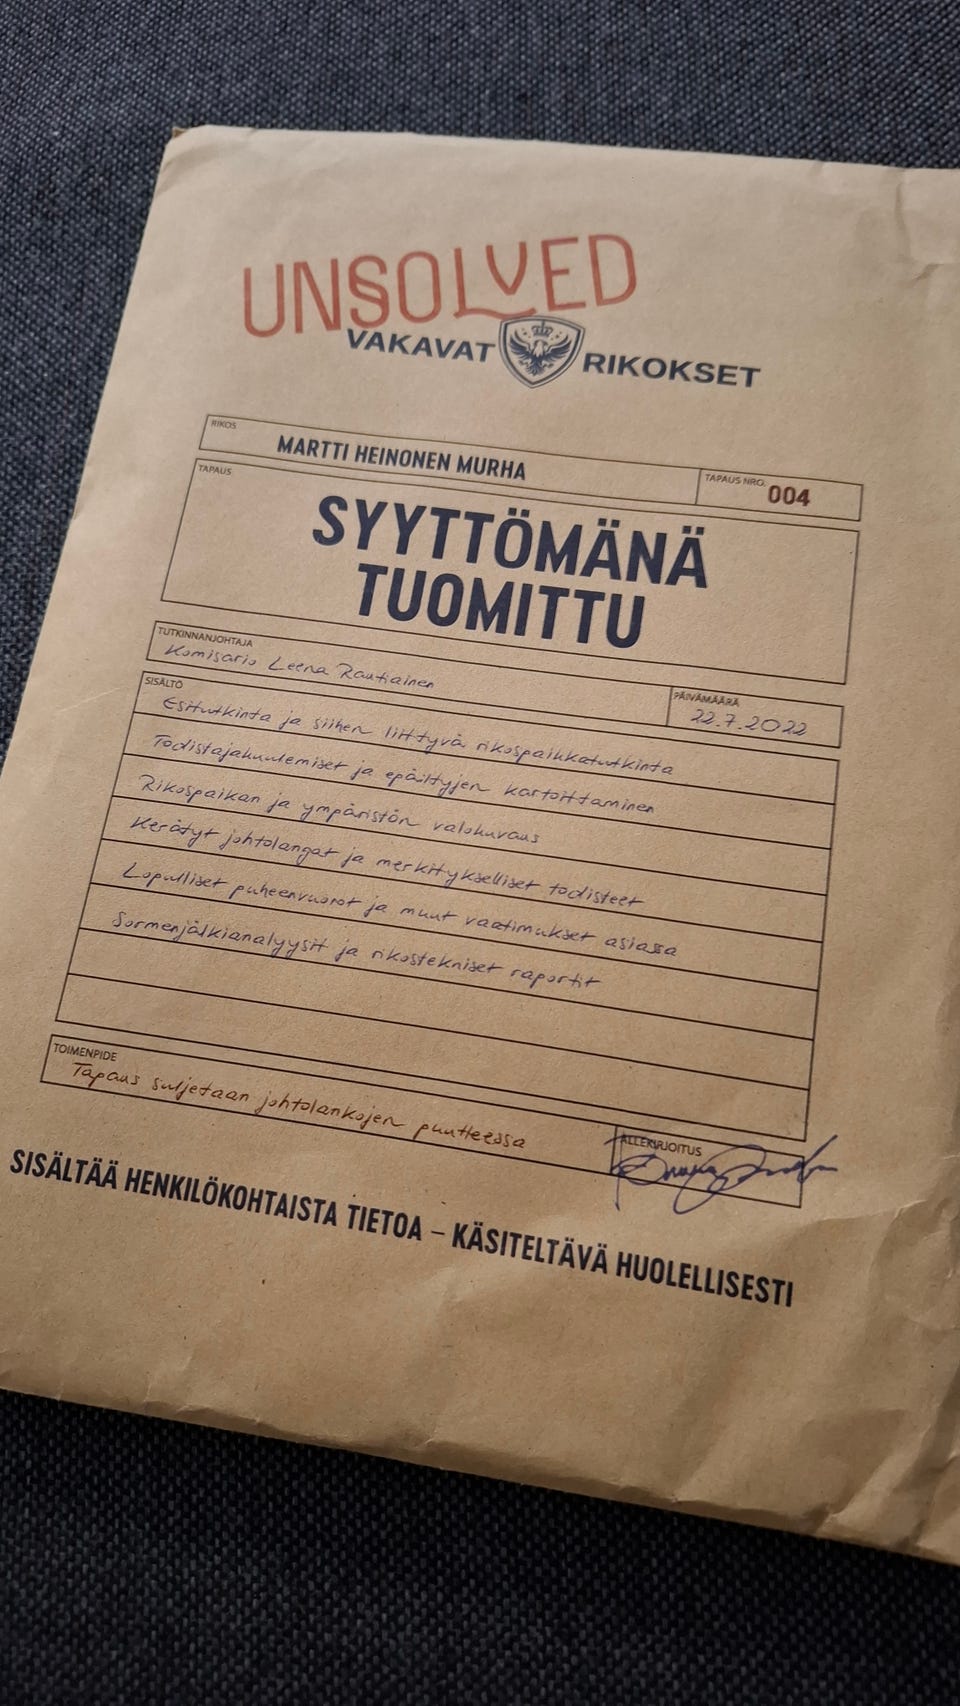 UNSOLVED
VAKAVAT RIKOKSET
RIKOS
MARTTI HEINONEN MURHA
TAPAUS NRO. 004
TAPAUS
SYYTTÖMÄNÄ
TUOMITTU
TUTKINNANJOHTAJA
Komisario Leena Rautiainen
PÄIVÄMÄÄRÄ
22.7.2022
SISÄLTÖ
Esitutkinta ja siihen liittyvä rikospaikkatutkinta
Todistajakuulemiset ja epäiltyjen kartoittaminen
Rikospaikan ja ympäristön valokuvaus
Kerätyt johtolangat ja merkitykselliset todisteet
Lopulliset puheenvuorot ja muut vaatimukset asiassa
Sormenjälkianalyysit ja rikostekniset raportit
TOIMENPIDE
Tapaus suljetaan johtolankojen puutteessa
ALLEKIRJOITUS
SISÄLTÄÄ HENKILÖKOHTAISTA TIETOA – KÄSITELTÄVÄ HUOLELLISESTI